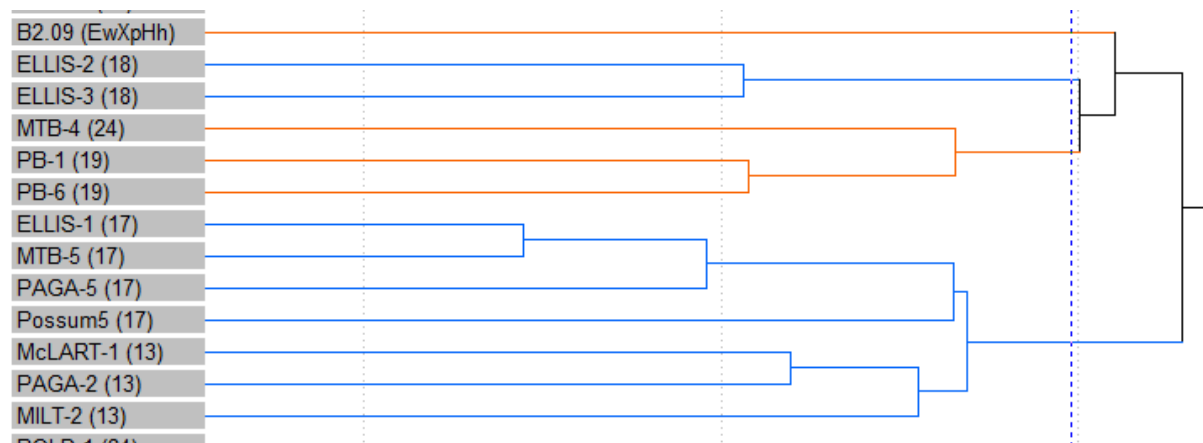 B2.09 (EwXpHh)
ELLIS-2 (18)
ELLIS-3 (18)
MTB-4 (24)
PB-1 (19)
PB-6 (19)
ELLIS-1 (17)
MTB-5 (17)
PAGA-5 (17)
Possum5 (17)
McLART-1 (13)
PAGA-2 (13)
MILT-2 (13)